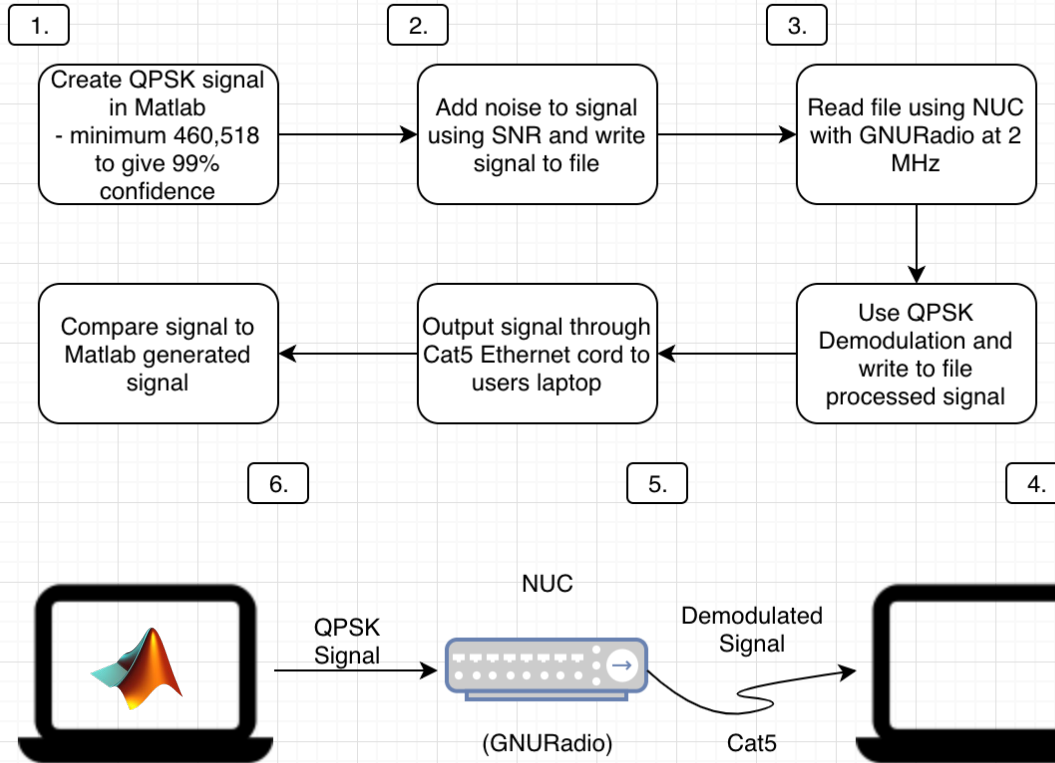 1.
2.
3.
Create QPSK signal
in Matlab
- minimum 460,518
to give 99%
confidence
Add noise to signal
using SNR and write
signal to file
Read file using NUC
with GNURadio at 2
MHz
Compare signal to
Matlab generated
signal
Output signal through
Cat5 Ethernet cord to
users laptop
Use QPSK
Demodulation and
write to file
processed signal
6.
5.
4.
QPSK
Signal
NUC
(GNURadio)
Demodulated
Signal
Cat5